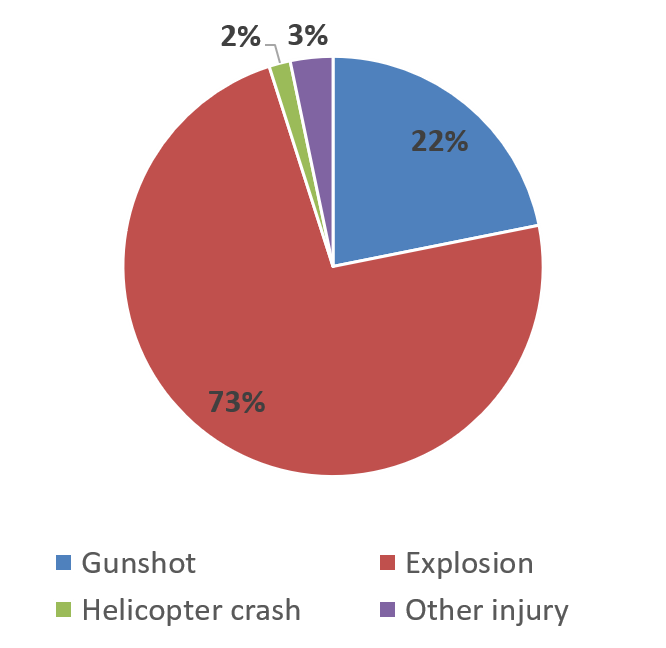 2% 3%
22%
73%
Gunshot Explosion
Helicopter crash Other injury